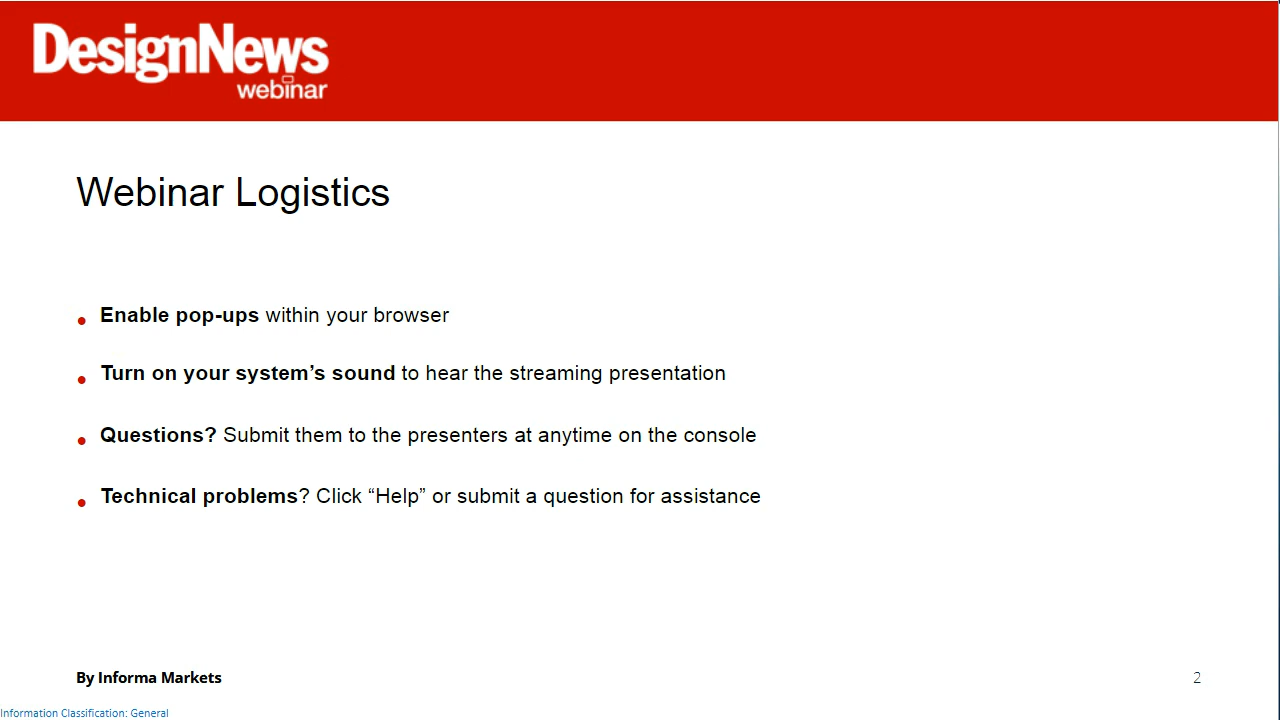 DesignNews
webinar
Webinar Logistics
• Enable pop-ups within your browser
• Turn on your system’s sound to hear the streaming presentation
• Questions? Submit them to the presenters at anytime on the console
• Technical problems? Click “Help” or submit a question for assistance
By Informa Markets
2
Information Classification: General